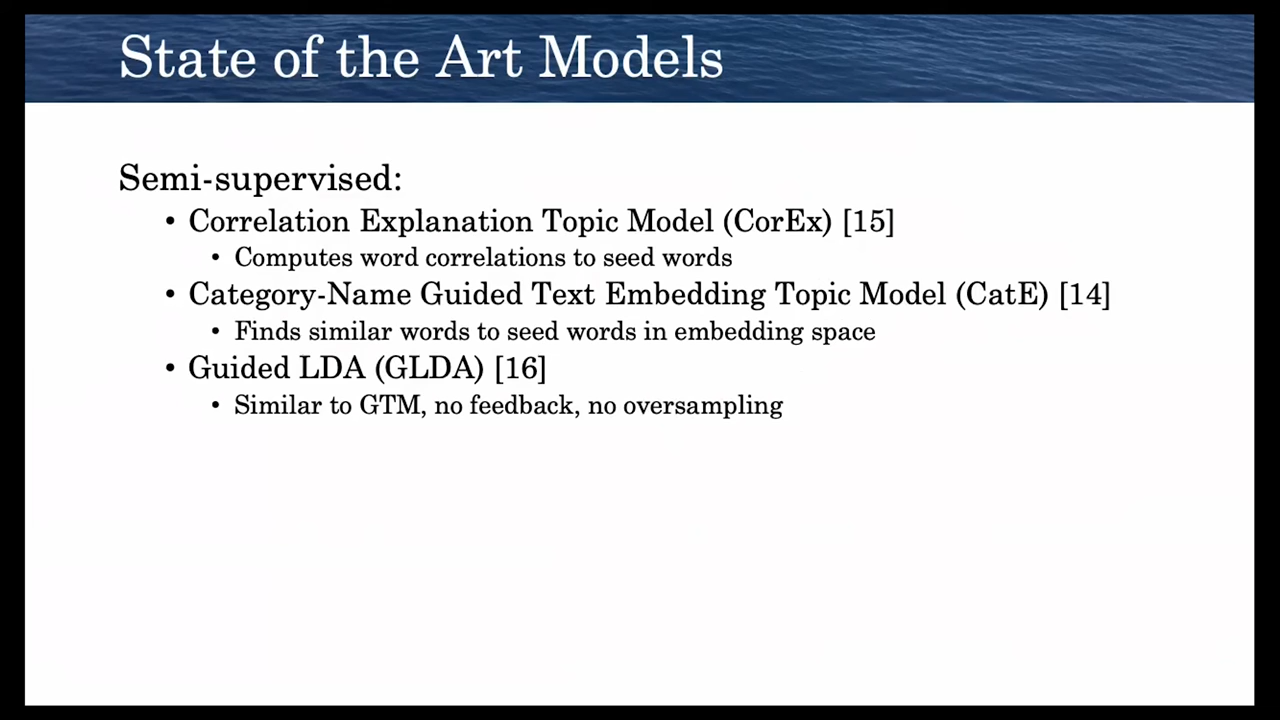 State of the Art Models
Semi-supervised:
• Correlation Explanation Topic Model (CorEx) [15]
• Computes word correlations to seed words
• Category-Name Guided Text Embedding Topic Model (CatE) [14]
• Finds similar words to seed words in embedding space
• Guided LDA (GLDA) [16]
• Similar to GTM, no feedback, no oversampling